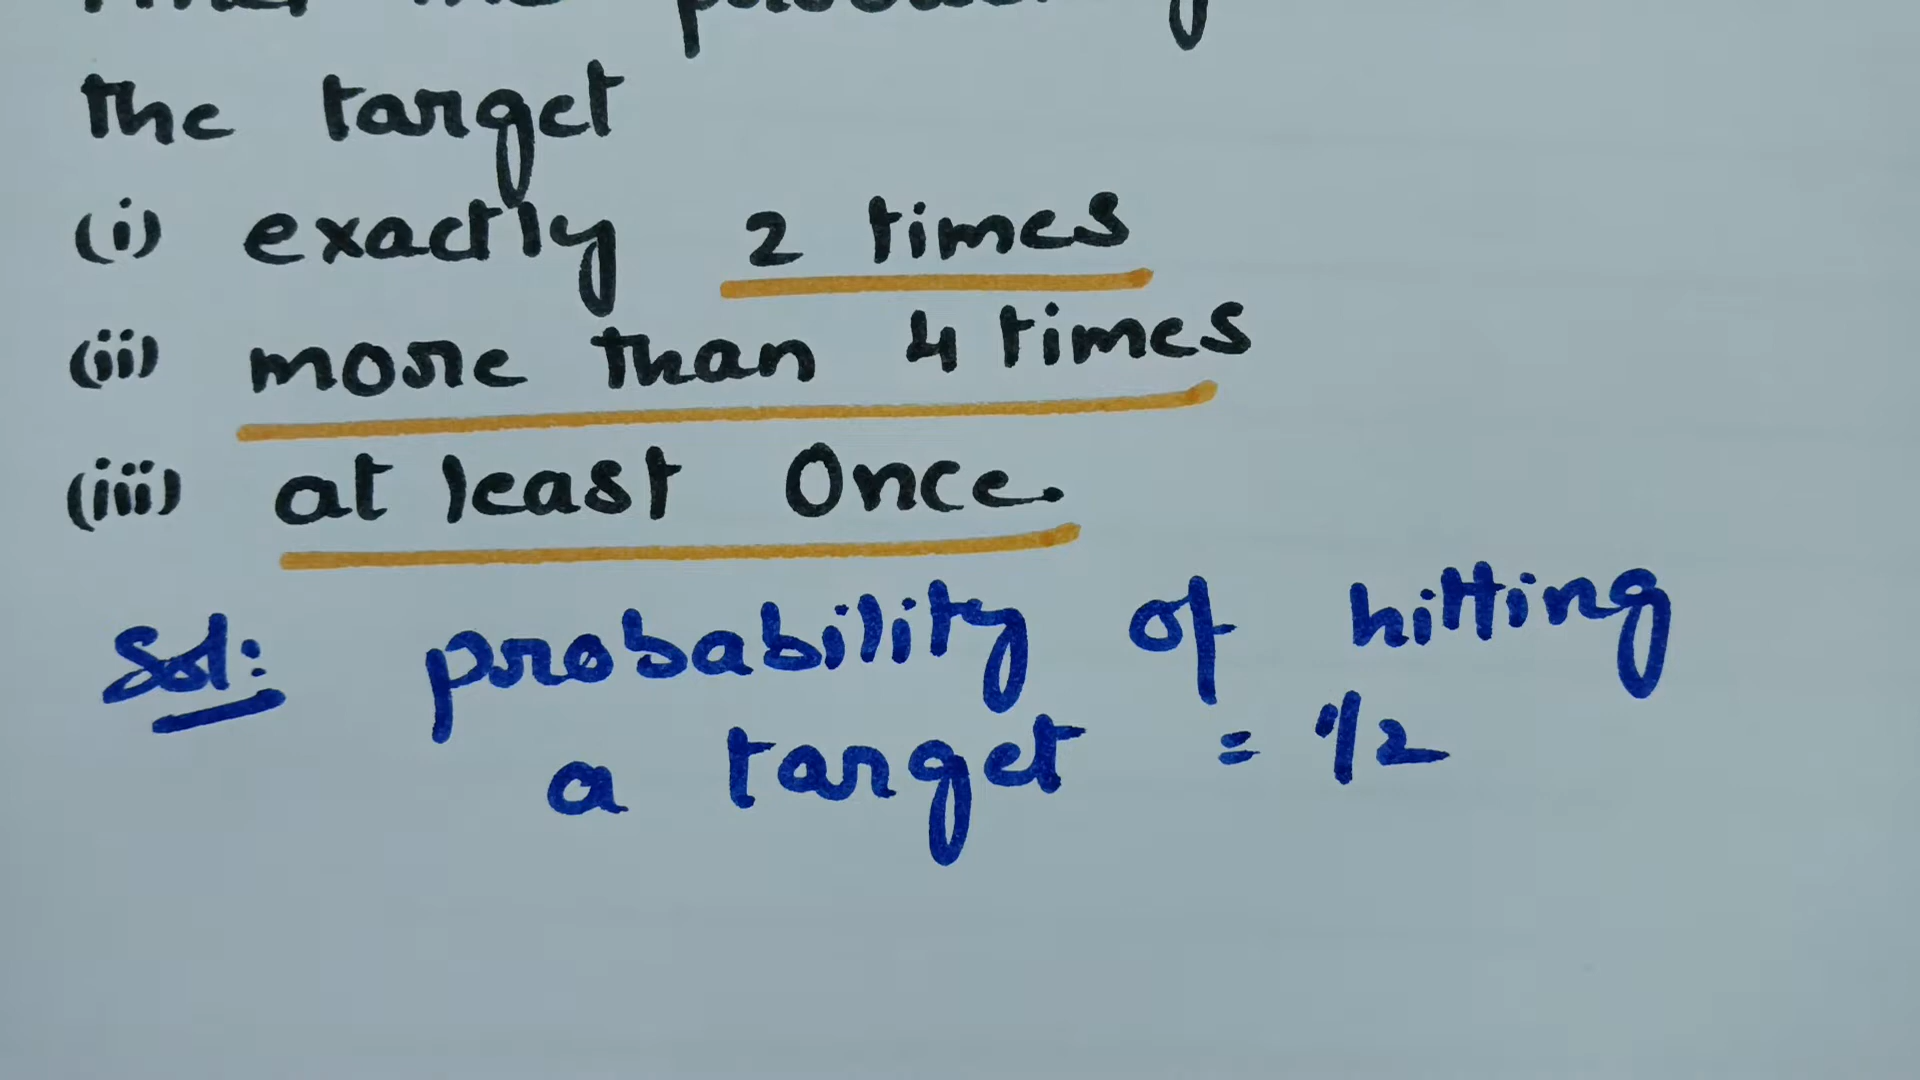 the target
(i) exactly 2 times
(ii) more than 4 times
(iii) at least Once.
Sol: probability of hitting
a target = 1/2